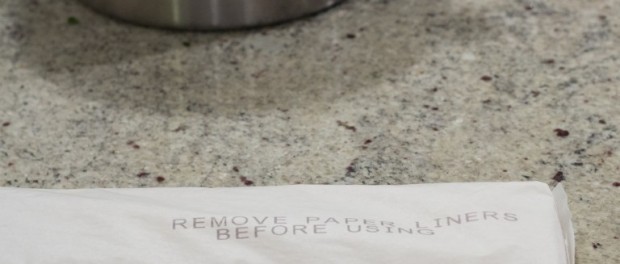 REMOVE PAPER LINERS
BEFORE USING